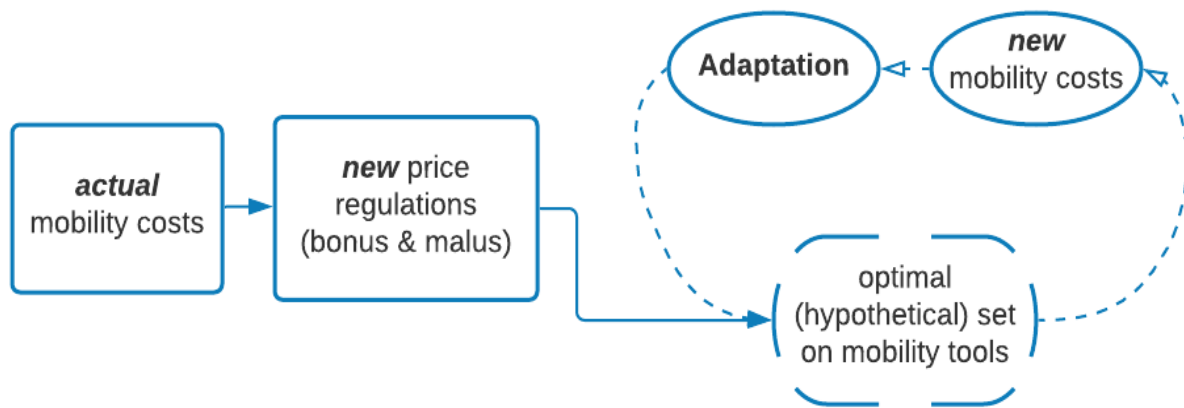 actual
mobility costs
new price
regulations
(bonus & malus)
optimal
(hypothetical) set
on mobility tools
new
mobility costs
Adaptation